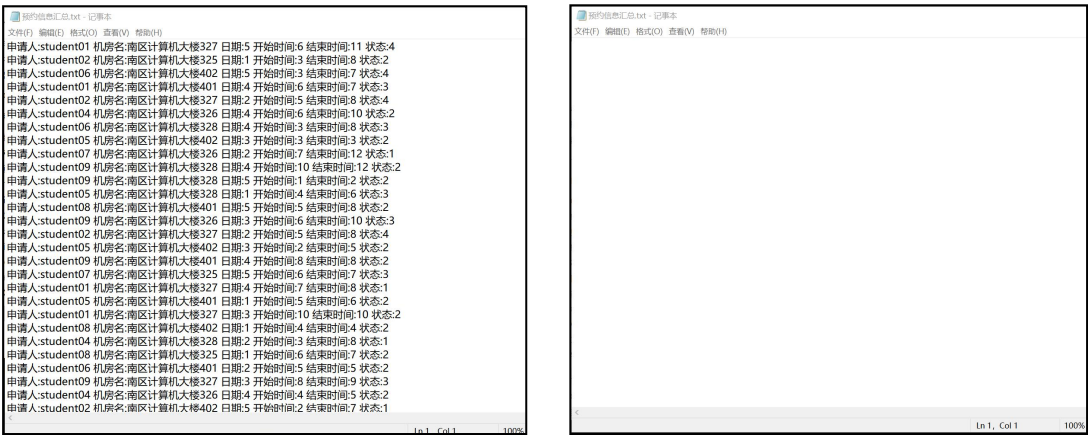 预约信息汇总.txt - 记事本
文件(F) 编辑(E) 格式(O) 查看(V) 帮助(H)
申请人:student01 机房名:南区计算机大楼327 日期:5 开始时间:6 结束时间:11 状态:4
申请人:student02 机房名:南区计算机大楼325 日期:1 开始时间:3 结束时间:8 状态:2
申请人:student06 机房名:南区计算机大楼402 日期:5 开始时间:3 结束时间:7 状态:4
申请人:student01 机房名:南区计算机大楼401 日期:4 开始时间:6 结束时间:7 状态:3
申请人:student02 机房名:南区计算机大楼327 日期:2 开始时间:5 结束时间:8 状态:4
申请人:student04 机房名:南区计算机大楼326 日期:4 开始时间:6 结束时间:10 状态:2
申请人:student06 机房名:南区计算机大楼328 日期:4 开始时间:3 结束时间:8 状态:3
申请人:student05 机房名:南区计算机大楼402 日期:3 开始时间:3 结束时间:3 状态:2
申请人:student07 机房名:南区计算机大楼326 日期:2 开始时间:7 结束时间:12 状态:1
申请人:student09 机房名:南区计算机大楼328 日期:4 开始时间:10 结束时间:12 状态:2
申请人:student09 机房名:南区计算机大楼328 日期:5 开始时间:1 结束时间:2 状态:2
申请人:student05 机房名:南区计算机大楼328 日期:1 开始时间:4 结束时间:6 状态:3
申请人:student08 机房名:南区计算机大楼401 日期:5 开始时间:5 结束时间:8 状态:2
申请人:student09 机房名:南区计算机大楼326 日期:3 开始时间:6 结束时间:10 状态:3
申请人:student02 机房名:南区计算机大楼327 日期:2 开始时间:5 结束时间:8 状态:4
申请人:student05 机房名:南区计算机大楼402 日期:3 开始时间:2 结束时间:5 状态:2
申请人:student09 机房名:南区计算机大楼401 日期:4 开始时间:8 结束时间:8 状态:2
申请人:student07 机房名:南区计算机大楼325 日期:5 开始时间:6 结束时间:7 状态:3
申请人:student01 机房名:南区计算机大楼327 日期:4 开始时间:7 结束时间:8 状态:1
申请人:student05 机房名:南区计算机大楼401 日期:1 开始时间:5 结束时间:6 状态:2
申请人:student01 机房名:南区计算机大楼327 日期:3 开始时间:10 结束时间:10 状态:2
申请人:student08 机房名:南区计算机大楼402 日期:1 开始时间:4 结束时间:4 状态:2
申请人:student04 机房名:南区计算机大楼328 日期:2 开始时间:3 结束时间:8 状态:1
申请人:student08 机房名:南区计算机大楼325 日期:1 开始时间:6 结束时间:7 状态:2
申请人:student06 机房名:南区计算机大楼401 日期:2 开始时间:5 结束时间:5 状态:2
申请人:student09 机房名:南区计算机大楼327 日期:3 开始时间:8 结束时间:9 状态:3
申请人:student04 机房名:南区计算机大楼326 日期:4 开始时间:4 结束时间:5 状态:2
申请人:student02 机房名:南区计算机大楼402 日期:5 开始时间:2 结束时间:7 状态:1
Ln 1, Col 1 100%
预约信息汇总.txt - 记事本
文件(F) 编辑(E) 格式(O) 查看(V) 帮助(H)
Ln 1, Col 1 100%